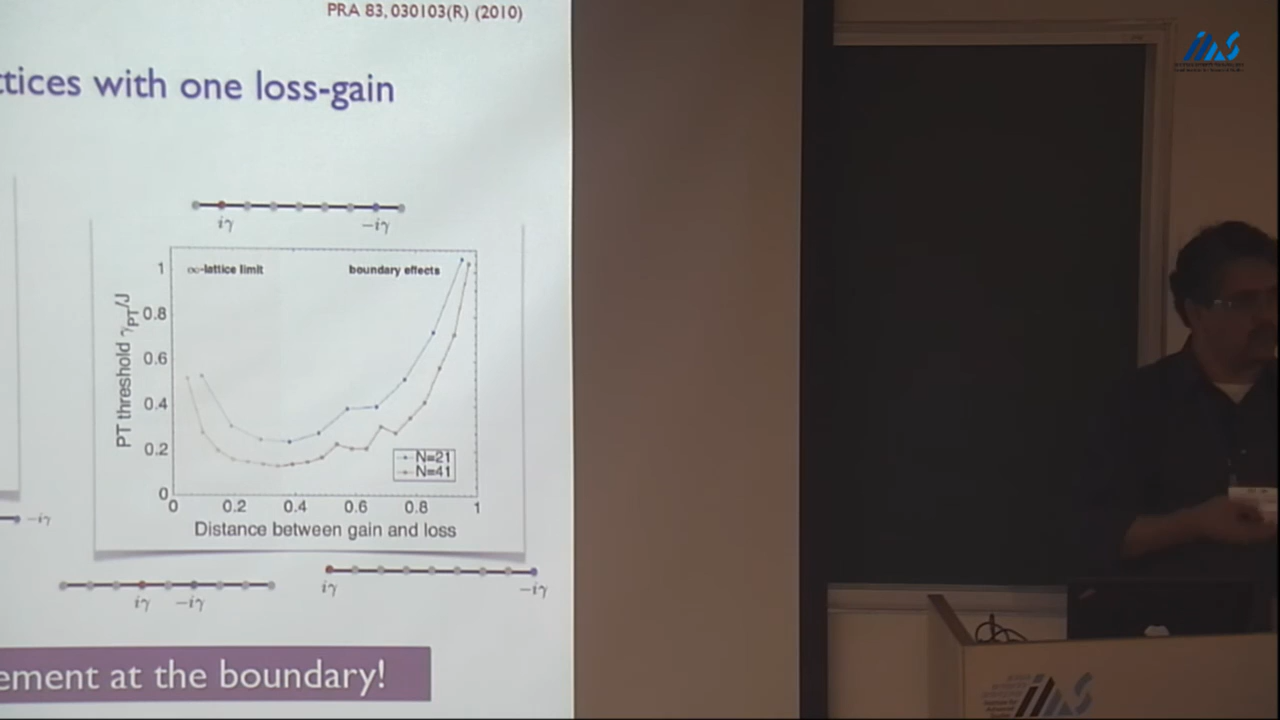 PRA 83, 030103(R) (2010)
ttices with one loss-gain
iγ
−iγ
∞-lattice limit
boundary effects
PT threshold γPT/J
1
0.8
0.6
0.4
0.2
0
N=21
N=41
0 0.2 0.4 0.6 0.8 1
Distance between gain and loss
−iγ
iγ −iγ
iγ
−iγ
ement at the boundary!
IAS
IAS